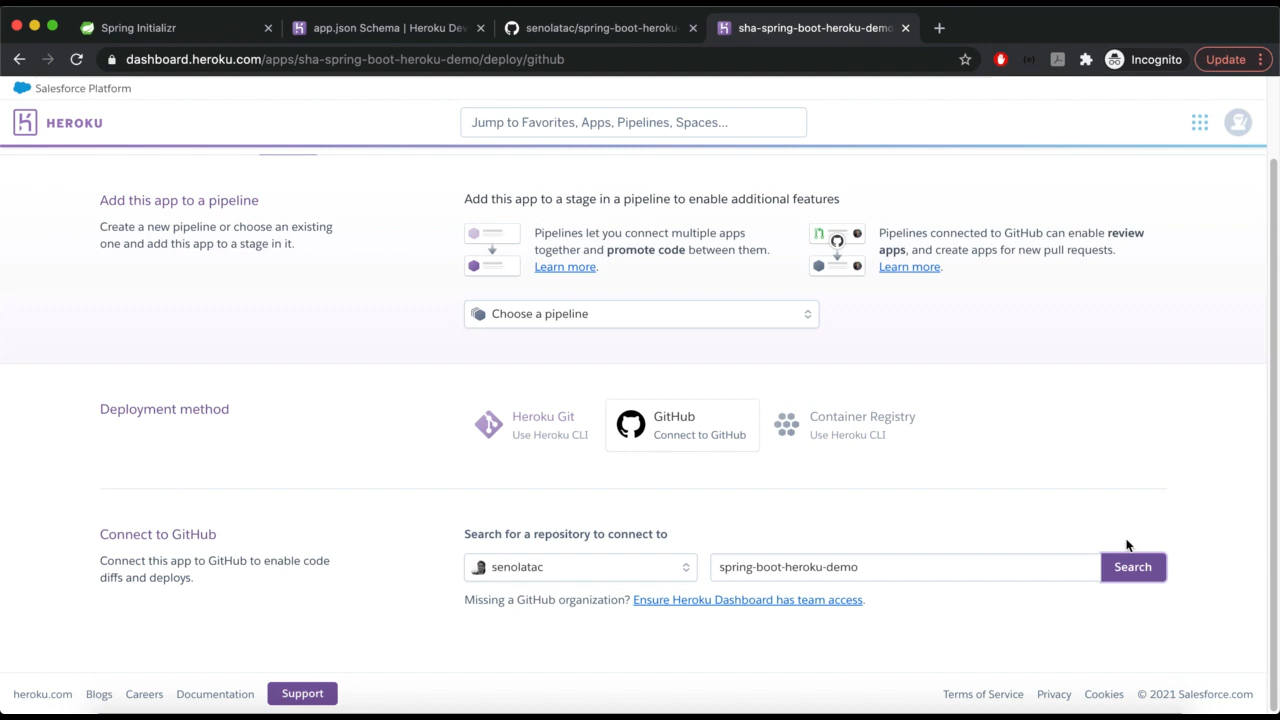 Spring Initializr
app.json Schema | Heroku Dev
senolatac/spring-boot-heroku-
sha-spring-boot-heroku-demo
dashboard.heroku.com/apps/sha-spring-boot-heroku-demo/deploy/github
Incognito
Update
Salesforce Platform
HEROKU
Jump to Favorites, Apps, Pipelines, Spaces...
Add this app to a pipeline
Create a new pipeline or choose an existing
one and add this app to a stage in it.
Add this app to a stage in a pipeline to enable additional features
Pipelines let you connect multiple apps
together and promote code between them.
Learn more.
Pipelines connected to GitHub can enable review
apps, and create apps for new pull requests.
Learn more.
Choose a pipeline
Deployment method
Heroku Git
Use Heroku CLI
GitHub
Connect to GitHub
Container Registry
Use Heroku CLI
Connect to GitHub
Connect this app to GitHub to enable code
diffs and deploys.
Search for a repository to connect to
senolatac
spring-boot-heroku-demo
Search
Missing a GitHub organization? Ensure Heroku Dashboard has team access.
heroku.com
Blogs
Careers
Documentation
Support
Terms of Service
Privacy
Cookies
© 2021 Salesforce.com